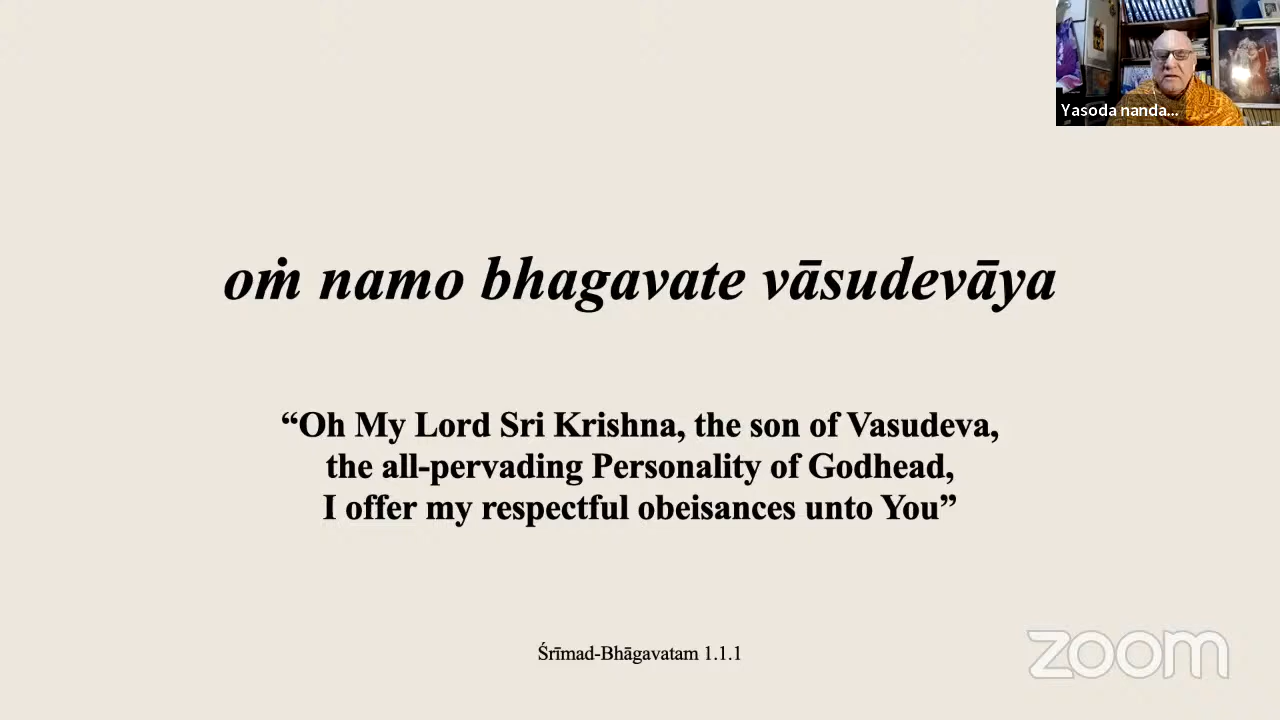 Yasoda nanda...
oṁ namo bhagavate vāsudevāya
“Oh My Lord Sri Krishna, the son of Vasudeva,
the all-pervading Personality of Godhead,
I offer my respectful obeisances unto You”
Śrīmad-Bhāgavatam 1.1.1
zoom